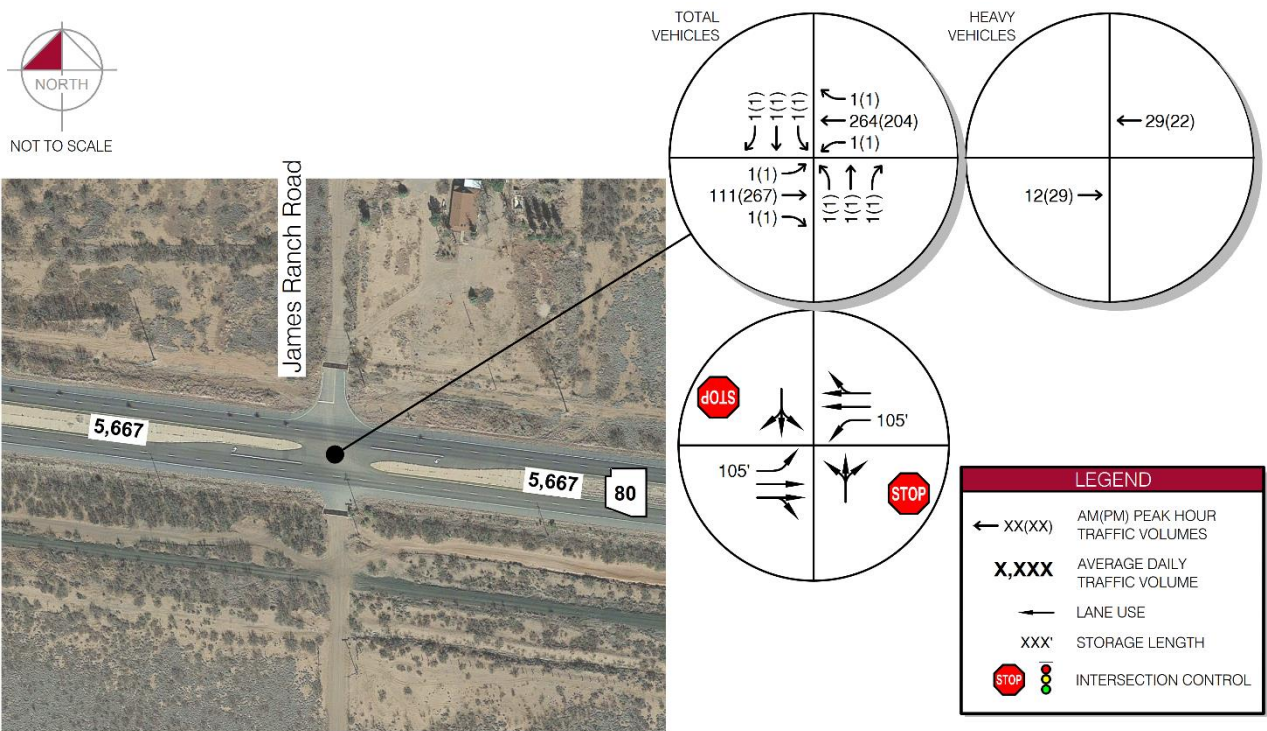 NORTH
NOT TO SCALE
James Ranch Road
5,667
5,667
80
TOTAL
VEHICLES
1(1)
1(1)
1(1)
1(1)
264(204)
1(1)
1(1)
111(267)
1(1)
1(1)
1(1)
1(1)
HEAVY
VEHICLES
29(22)
12(29)
STOP
105'
105'
STOP
LEGEND
XX(XX)
AM(PM) PEAK HOUR
TRAFFIC VOLUMES
X,XXX
AVERAGE DAILY
TRAFFIC VOLUME
LANE USE
XXX'
STORAGE LENGTH
STOP
INTERSECTION CONTROL